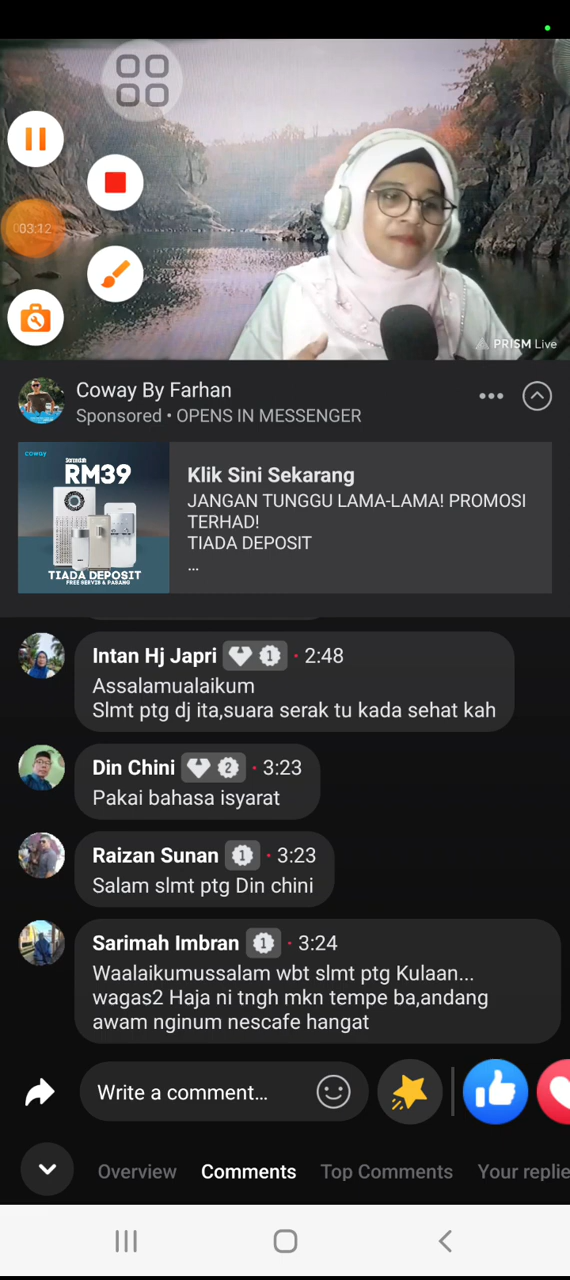 03:12
PRISM Live
Coway By Farhan
Sponsored • OPENS IN MESSENGER
coway
Serendah
RM39
TIADA DEPOSIT
FREE SERVIS & PASANG
Klik Sini Sekarang
JANGAN TUNGGU LAMA-LAMA! PROMOSI
TERHAD!
TIADA DEPOSIT
...
Intan Hj Japri 1 • 2:48
Assalamualaikum
Slmt ptg dj ita,suara serak tu kada sehat kah
Din Chini 2 • 3:23
Pakai bahasa isyarat
Raizan Sunan 1 • 3:23
Salam slmt ptg Din chini
Sarimah Imbran 1 • 3:24
Waalaikumussalam wbt slmt ptg Kulaan...
wagas2 Haja ni tngh mkn tempe ba,andang
awam nginum nescafe hangat
Write a comment...
Overview Comments Top Comments Your replie